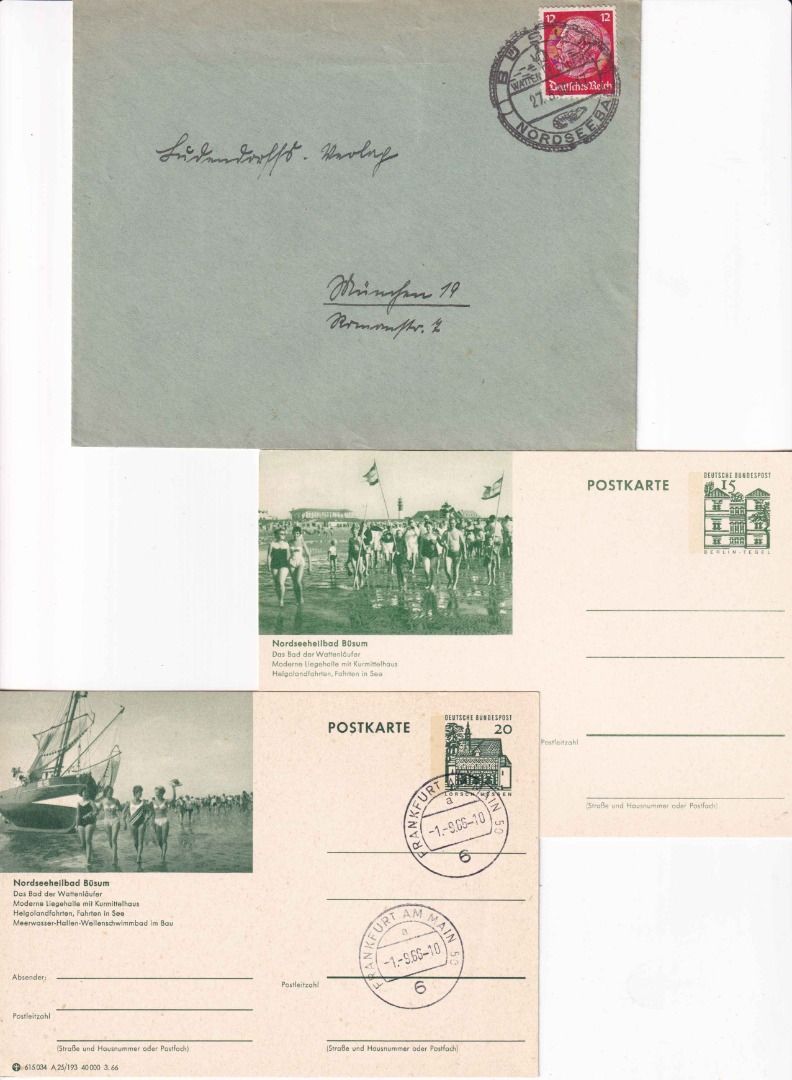 12 12
Deutsches Reich
BÜS
WATTEN
27.
NORDSEEBA
Ludendorffs-Verlag
München 19
Romanstr. 7
POSTKARTE
DEUTSCHE BUNDESPOST
15
BERLIN-TEGEL
Nordseeheilbad Büsum
Das Bad der Wattenläufer
Moderne Liegehalle mit Kurmittelhaus
Helgolandfahrten, Fahrten in See
Postleitzahl
(Straße und Hausnummer oder Postfach)
POSTKARTE
DEUTSCHE BUNDESPOST
20
LORSCH/HESSEN
FRANKFURT AM MAIN 50
a
-1.-9.66-10
6
Nordseeheilbad Büsum
Das Bad der Wattenläufer
Moderne Liegehalle mit Kurmittelhaus
Helgolandfahrten, Fahrten in See
Meerwasser-Hallen-Wellenschwimmbad im Bau
FRANKFURT AM MAIN 50
a
-1.-9.66-10
6
Absender:
Postleitzahl
Postleitzahl
(Straße und Hausnummer oder Postfach)
(Straße und Hausnummer oder Postfach)
615 034 A 25/193 40 000 3. 66